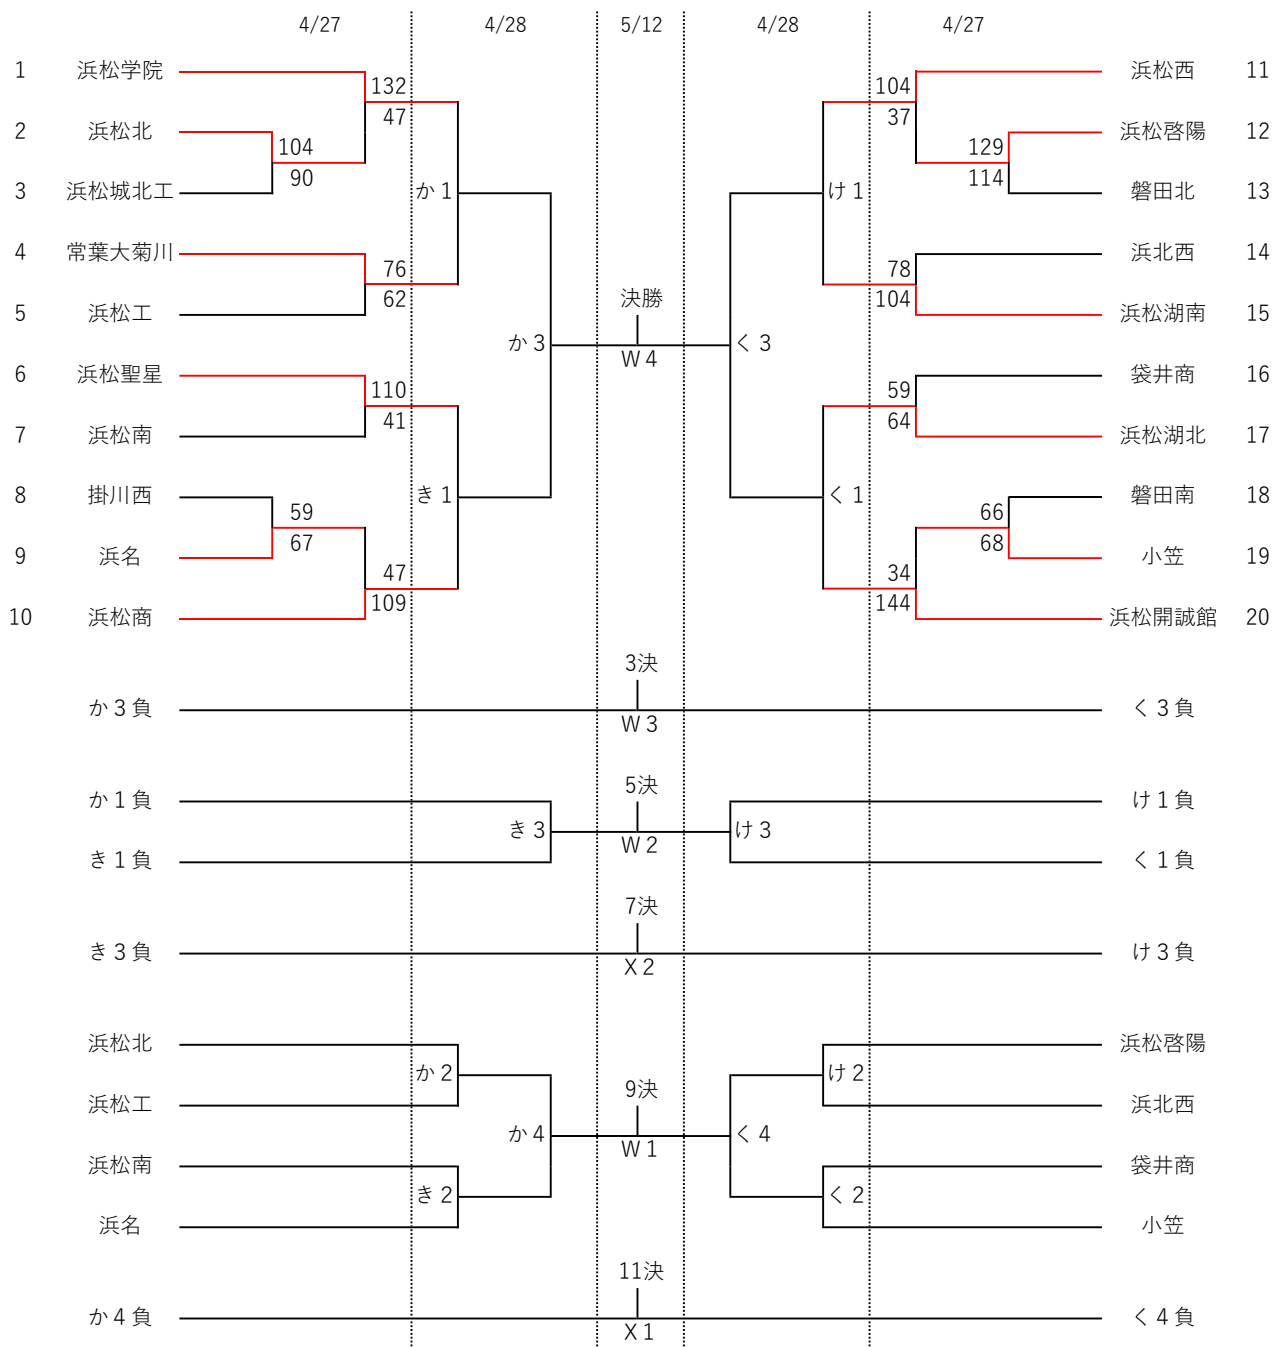 4/27 4/28 5/12 4/28 4/27
1 浜松学院 浜松西 11
132 104
47 37
2 浜松北 浜松啓陽 12
104 129
90 114
3 浜松城北工 か1 け1 磐田北 13
4 常葉大菊川 浜北西 14
76 78
62 決勝 104
5 浜松工 浜松湖南 15
か3 く3
W4
6 浜松聖星 袋井商 16
110 59
41 64
7 浜松南 浜松湖北 17
8 掛川西 き1 く1 磐田南 18
59 66
67 68
9 浜名 小笠 19
47 34
109 144
10 浜松商 浜松開誠館 20
3決
か3負 く3負
W3
5決
か1負 け1負
き3 け3
W2
き1負 く1負
7決
き3負 け3負
X2
浜松北 浜松啓陽
か2 け2
9決
浜松工 浜北西
か4 く4
W1
浜松南 袋井商
き2 く2
浜名 小笠
11決
か4負 く4負
X1